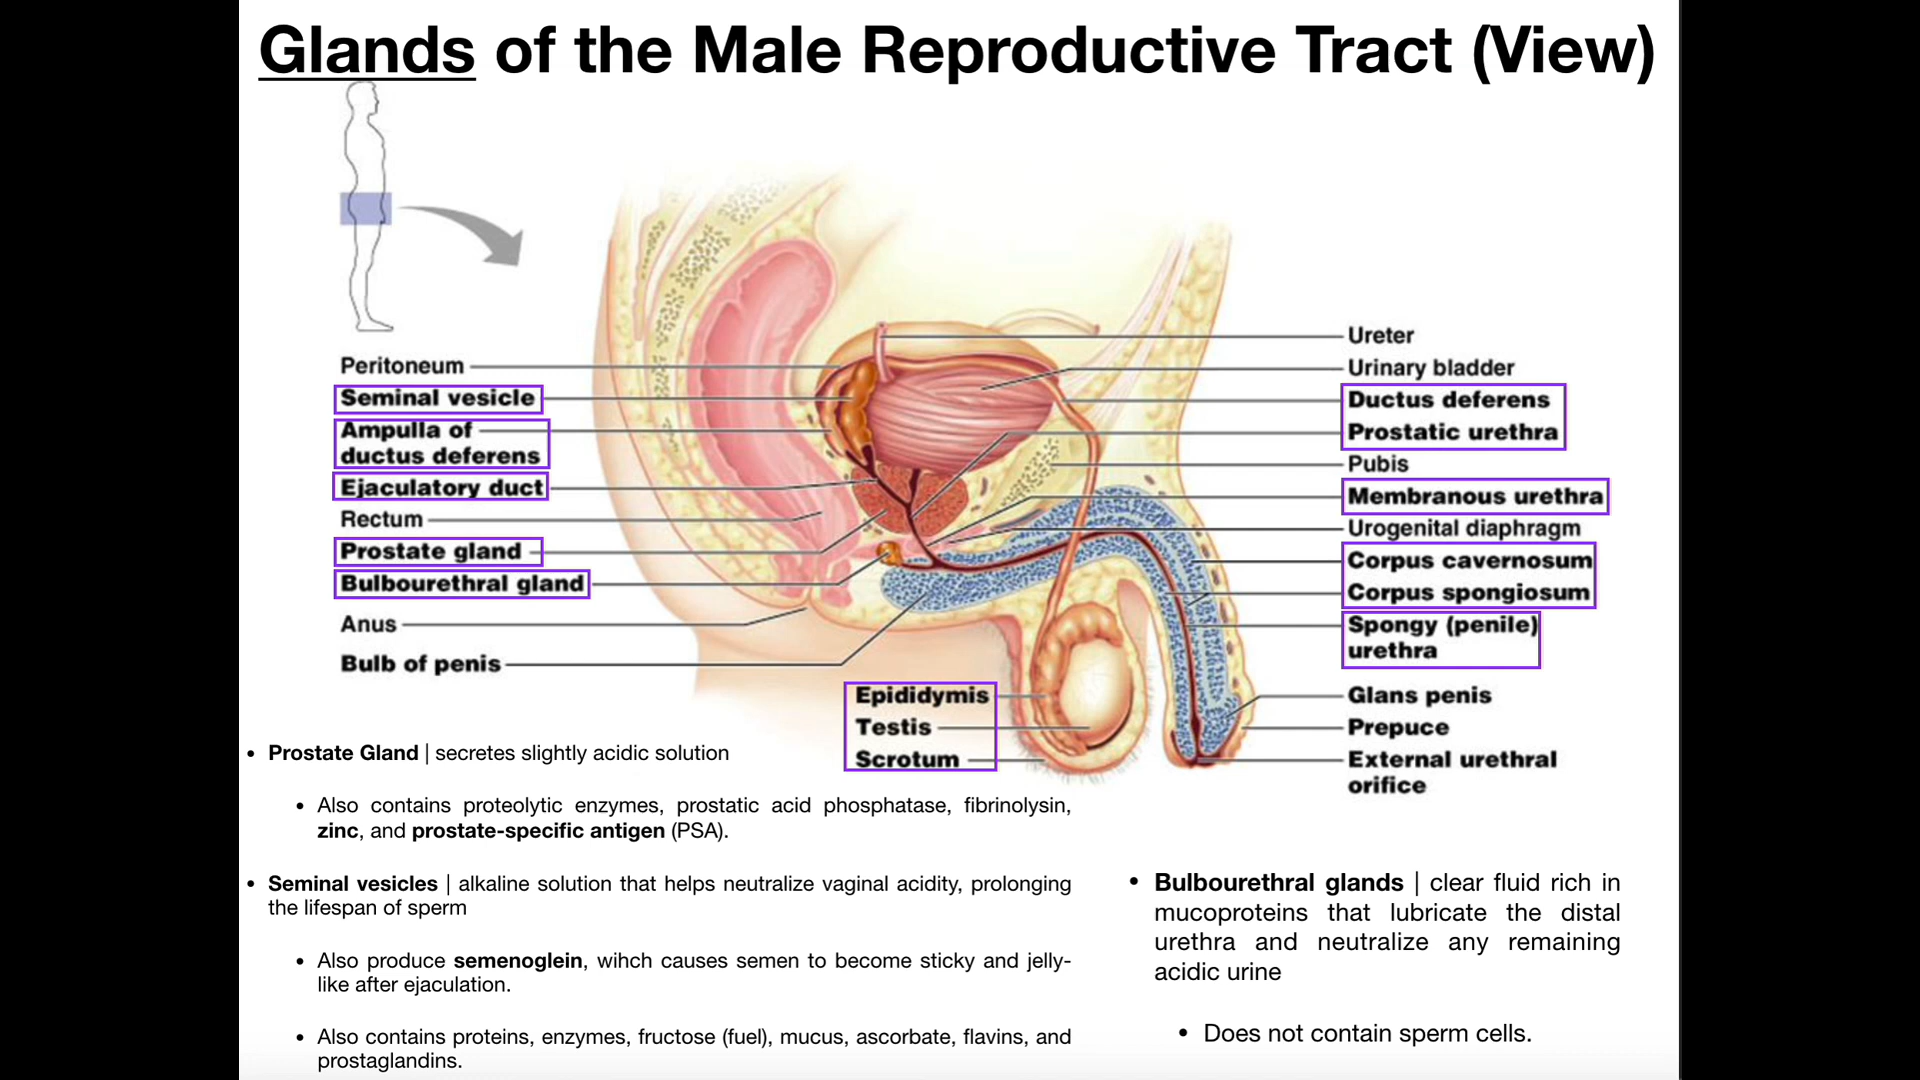 Glands of the Male Reproductive Tract (View)
Peritoneum
Seminal vesicle
Ampulla of
ductus deferens
Ejaculatory duct
Rectum
Prostate gland
Bulbourethral gland
Anus
Bulb of penis
Epididymis
Testis
Scrotum
Ureter
Urinary bladder
Ductus deferens
Prostatic urethra
Pubis
Membranous urethra
Urogenital diaphragm
Corpus cavernosum
Corpus spongiosum
Spongy (penile)
urethra
Glans penis
Prepuce
External urethral
orifice
• Prostate Gland | secretes slightly acidic solution
• Also contains proteolytic enzymes, prostatic acid phosphatase, fibrinolysin,
zinc, and prostate-specific antigen (PSA).
• Seminal vesicles | alkaline solution that helps neutralize vaginal acidity, prolonging
the lifespan of sperm
• Also produce semenoglein, wihch causes semen to become sticky and jelly-
like after ejaculation.
• Also contains proteins, enzymes, fructose (fuel), mucus, ascorbate, flavins, and
prostaglandins.
• Bulbourethral glands | clear fluid rich in
mucoproteins that lubricate the distal
urethra and neutralize any remaining
acidic urine
• Does not contain sperm cells.